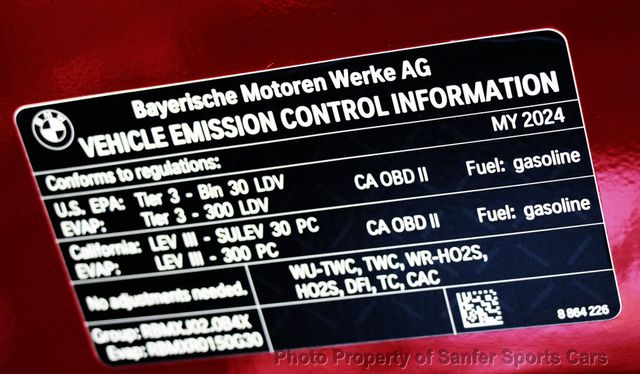 BMW
Bayerische Motoren Werke AG
VEHICLE EMISSION CONTROL INFORMATION
MY 2024
Conforms to regulations:
U.S. EPA: Tier 3 - Bin 30 LDV CA OBD II Fuel: gasoline
EVAP: Tier 3 - 300 LDV
California: LEV III - SULEV 30 PC CA OBD II Fuel: gasoline
EVAP: LEV III - 300 PC
No adjustments needed.
WU-TWC, TWC, WR-HO2S,
HO2S, DFI, TC, CAC
Group: RBMXJ02.0B4X
Evap: RBMXR0150G30
8 864 226
Photo Property of Sanfer Sports Cars